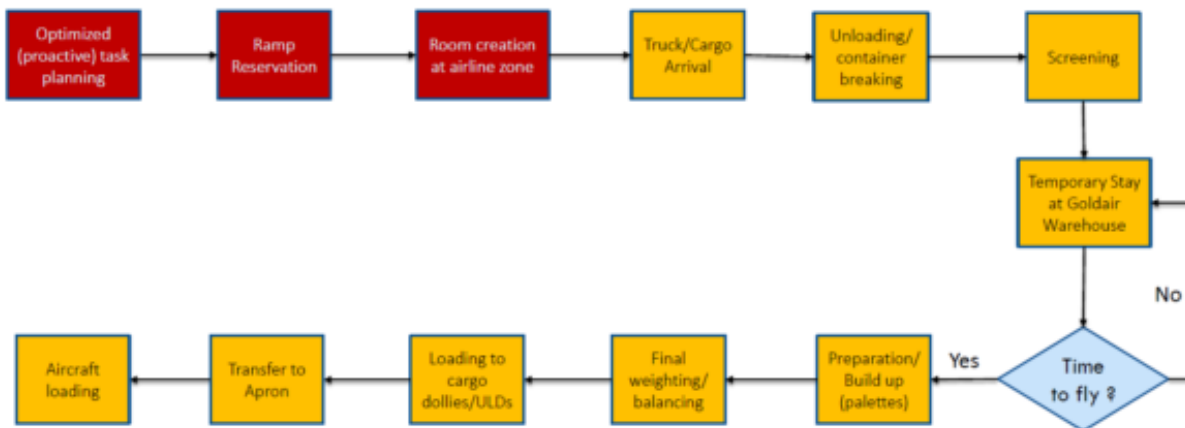 Optimized
(proactive) task
planning
Ramp
Reservation
Room creation
at airline zone
Truck/Cargo
Arrival
Unloading/
container
breaking
Screening
Temporary Stay
at Goldair
Warehouse
No
Time
to fly ?
Yes
Preparation/
Build up
(palettes)
Final
weighting/
balancing
Loading to
cargo
dollies/ULDs
Transfer to
Apron
Aircraft
loading